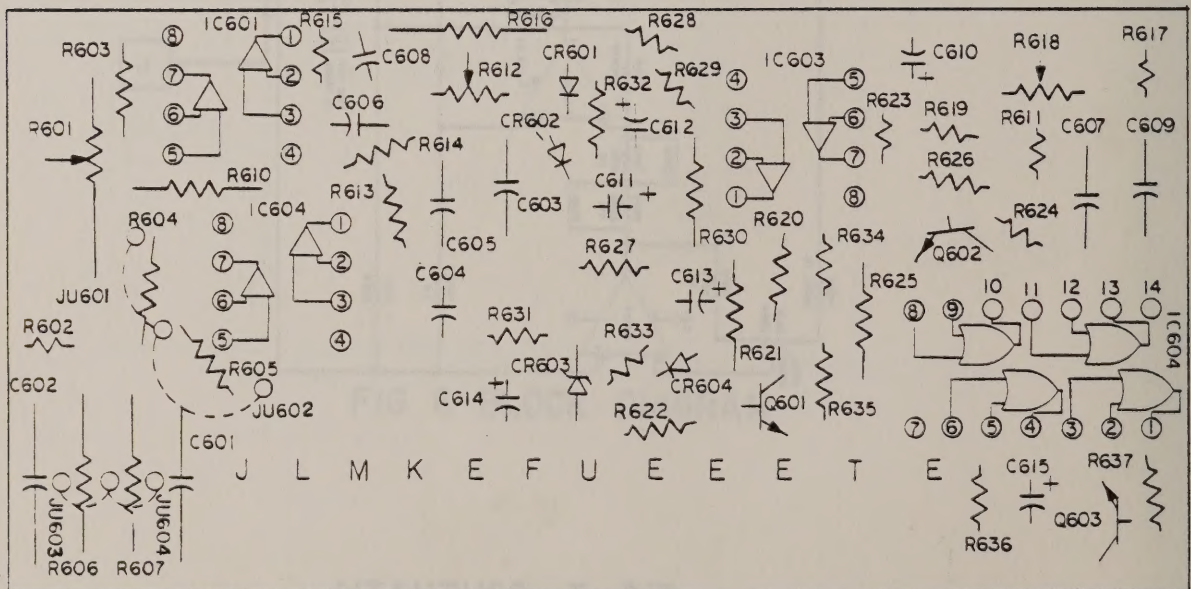 R603
8
IC601
1
R615
C608
R616
R628
CR601
R629
4
IC603
5
C610
+
R618
R617
7
2
R612
R632
+
R623
R619
R611
C607
C609
6
3
C606
CR602
C612
3
6
R601
5
4
R614
2
7
R626
R610
R613
C603
C611
+
1
8
R604
8
IC604
1
C605
R630
R620
R634
Q602
R624
7
2
C604
R627
C613
+
R625
JU601
6
3
8
9
10
11
12
13
14
R602
5
4
R631
R633
R621
IC604
C602
R605
CR603
CR604
JU602
C614
+
R622
Q601
R635
C601
7
6
5
4
3
2
1
J L M K E F U E E E T E
JU603
JU604
C615
+
R637
Q603
R606
R607
R636